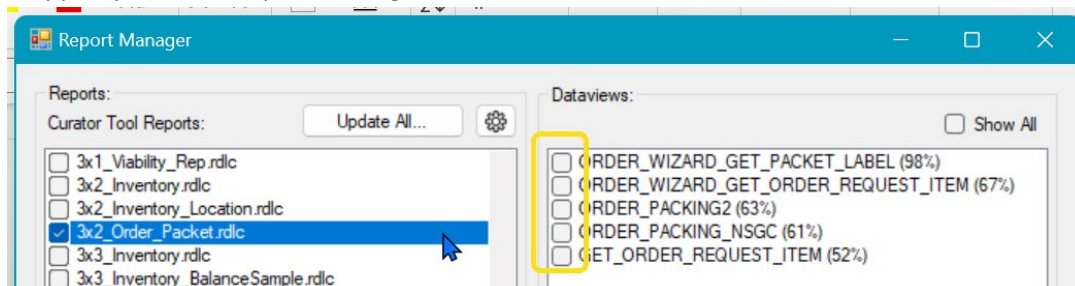 Report Manager
Reports:
Curator Tool Reports:
Update All...
3x1_Viability_Rep.rdlc
3x2_Inventory.rdlc
3x2_Inventory_Location.rdlc
3x2_Order_Packet.rdlc
3x3_Inventory.rdlc
3x3_Inventory_BalanceSample.rdlc
Dataviews:
Show All
ORDER_WIZARD_GET_PACKET_LABEL (98%)
ORDER_WIZARD_GET_ORDER_REQUEST_ITEM (67%)
ORDER_PACKING2 (63%)
ORDER_PACKING_NSGC (61%)
GET_ORDER_REQUEST_ITEM (52%)